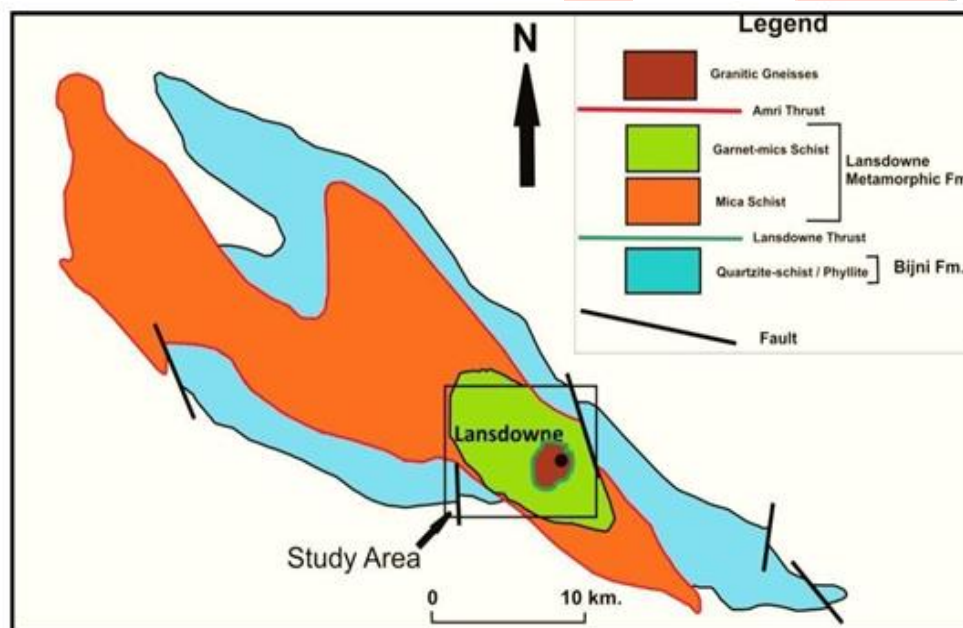 N
Legend
Granitic Gneisses
Amri Thrust
Garnet-mics Schist
Lansdowne
Metamorphic Fm
Mica Schist
Lansdowne Thrust
Quartzite-schist / Phyllite
Bijni Fm.
Fault
Lansdowne
Study Area
0
10 km.